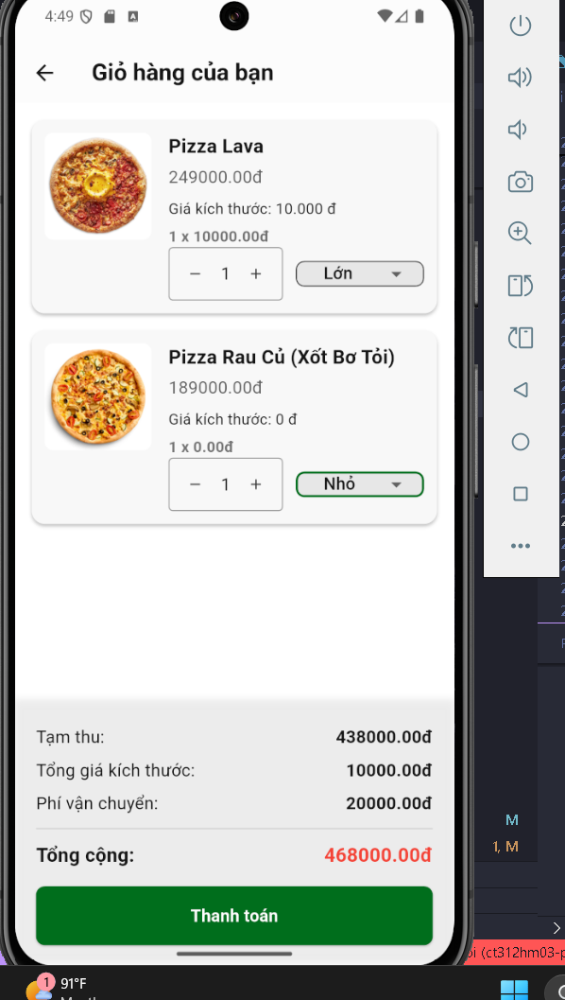 4:49
A
Giỏ hàng của bạn
Pizza Lava
249000.00đ
Giá kích thước: 10.000 đ
1 x 10000.00đ
− 1 + Lớn
Pizza Rau Củ (Xốt Bơ Tỏi)
189000.00đ
Giá kích thước: 0 đ
1 x 0.00đ
− 1 + Nhỏ
Tạm thu: 438000.00đ
Tổng giá kích thước: 10000.00đ
Phí vận chuyển: 20000.00đ
M
1, M
Tổng cộng: 468000.00đ
Thanh toán
(ct312hm03-p
1
91°F